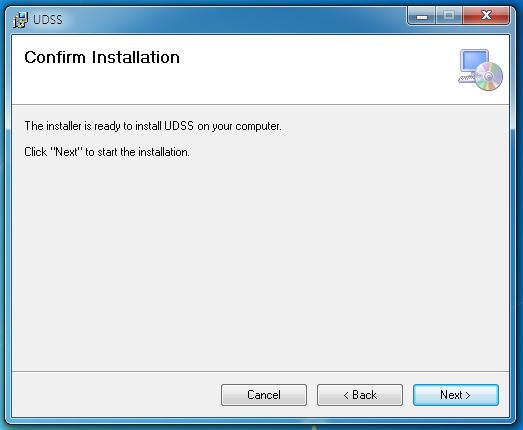 UDSS
Confirm Installation
The installer is ready to install UDSS on your computer.
Click "Next" to start the installation.
Cancel
< Back
Next >